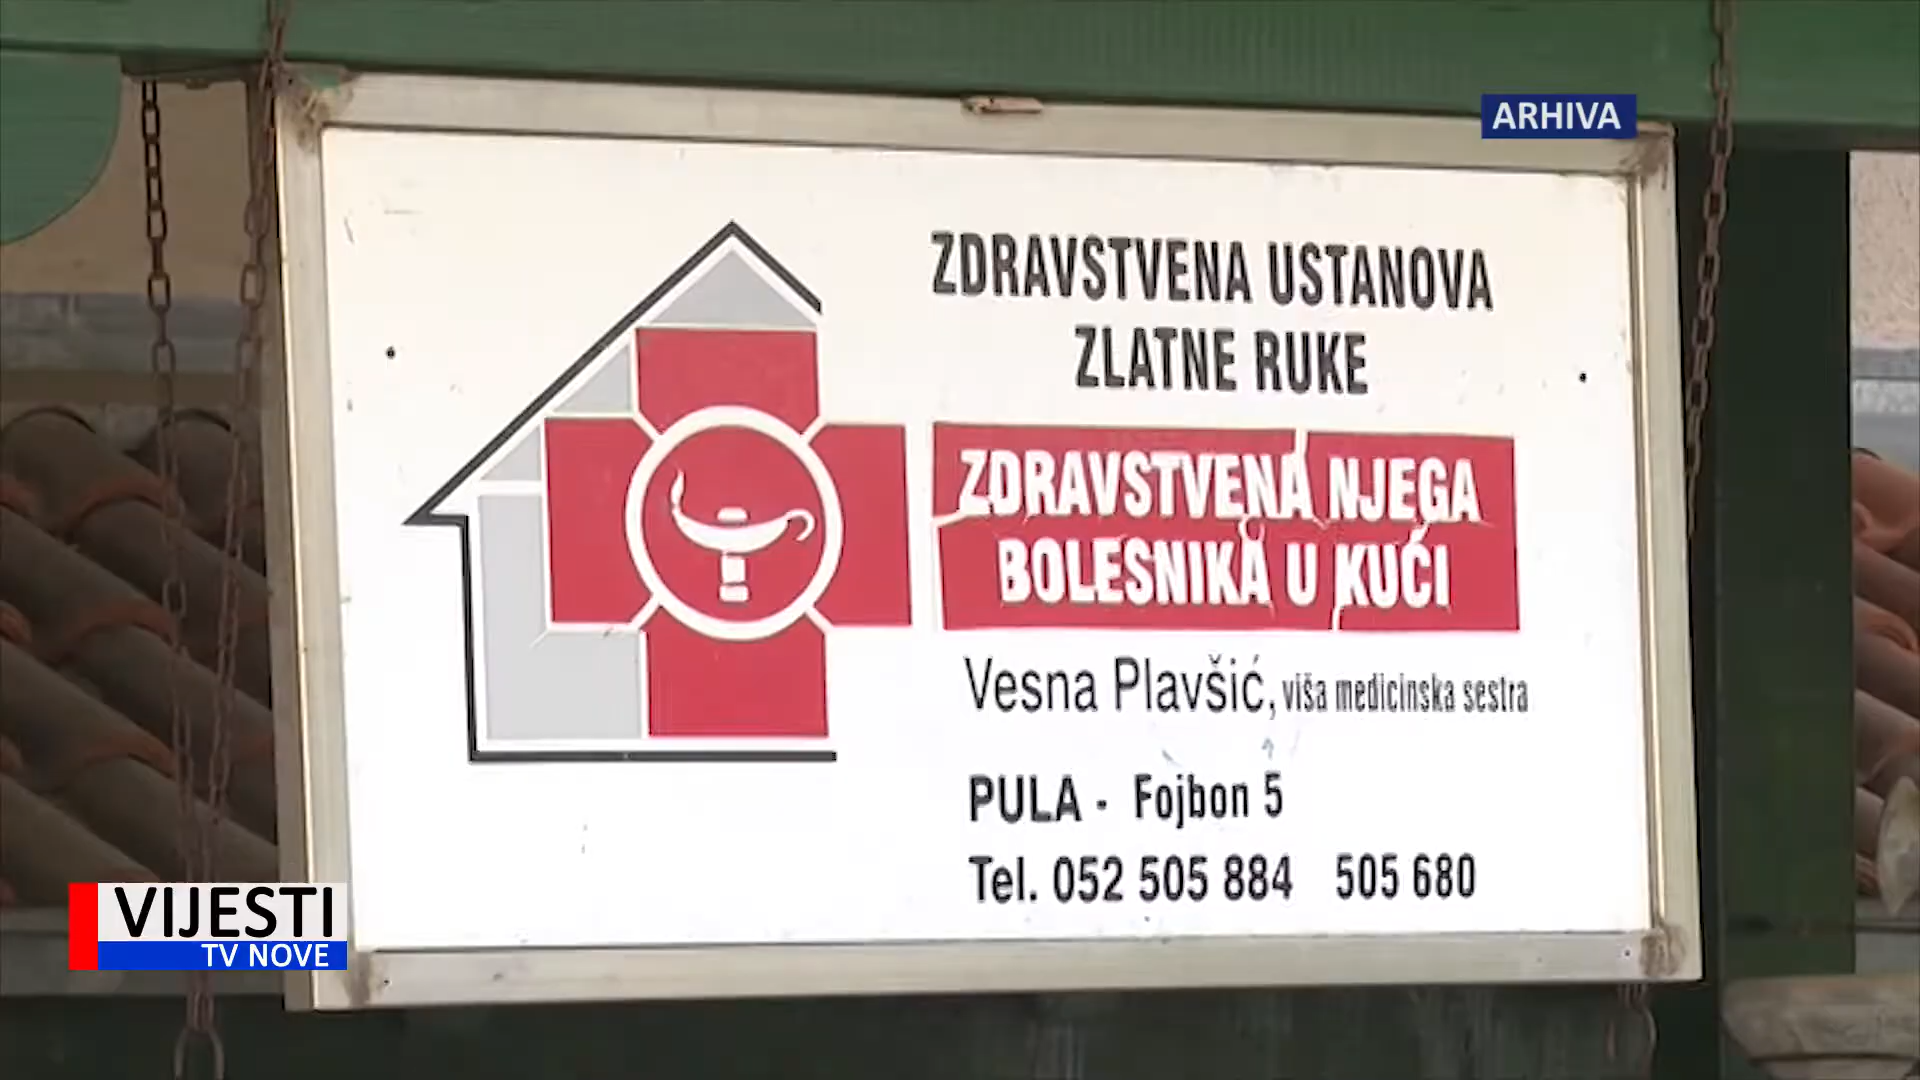 ARHIVA
ZDRAVSTVENA USTANOVA
ZLATNE RUKE
ZDRAVSTVENA NJEGA
BOLESNIKA U KUĆI
Vesna Plavšić, viša medicinska sestra
PULA - Fojbon 5
Tel. 052 505 884 505 680
VIJESTI
TV NOVE